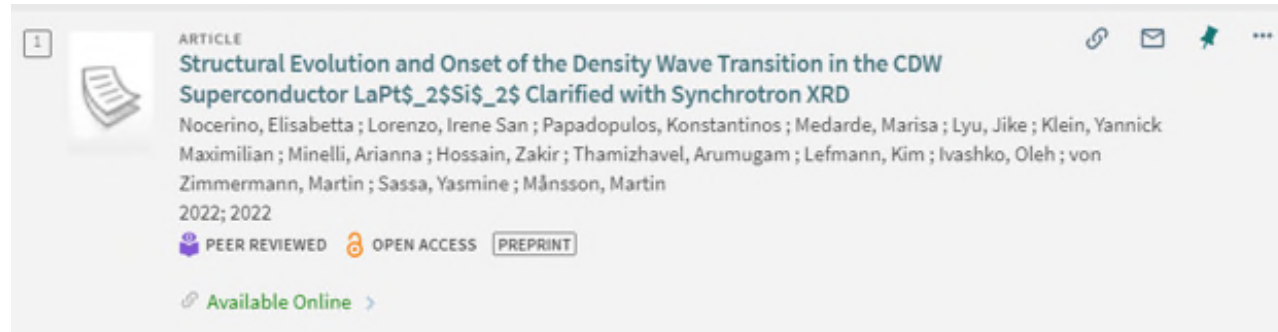 1
ARTICLE
Structural Evolution and Onset of the Density Wave Transition in the CDW
Superconductor LaPt$_2$Si$_2$ Clarified with Synchrotron XRD
Nocerino, Elisabetta ; Lorenzo, Irene San ; Papadopulos, Konstantinos ; Medarde, Marisa ; Lyu, Jike ; Klein, Yannick
Maximilian ; Minelli, Arianna ; Hossain, Zakir ; Thamizhavel, Arumugam ; Lefmann, Kim ; Ivashko, Oleh ; von
Zimmermann, Martin ; Sassa, Yasmine ; Månsson, Martin
2022; 2022
PEER REVIEWED OPEN ACCESS PREPRINT
Available Online